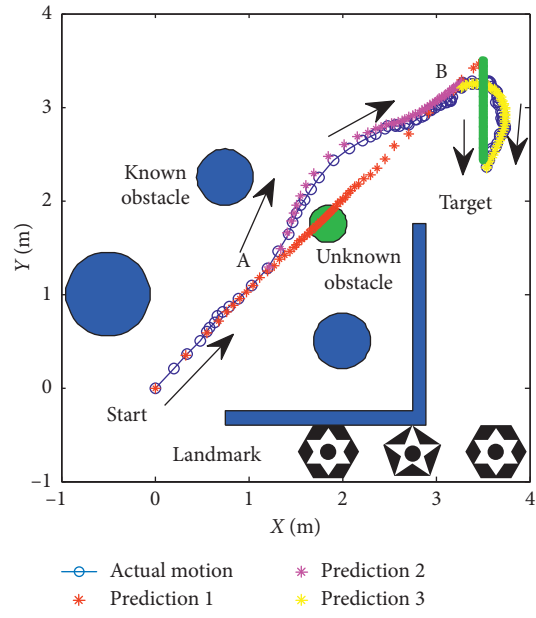 4
3
2
1
0
−1
Y (m)
B
Known
obstacle
Target
A
Unknown
obstacle
Start
Landmark
−1
0
1
2
3
4
X (m)
Actual motion
Prediction 2
Prediction 1
Prediction 3